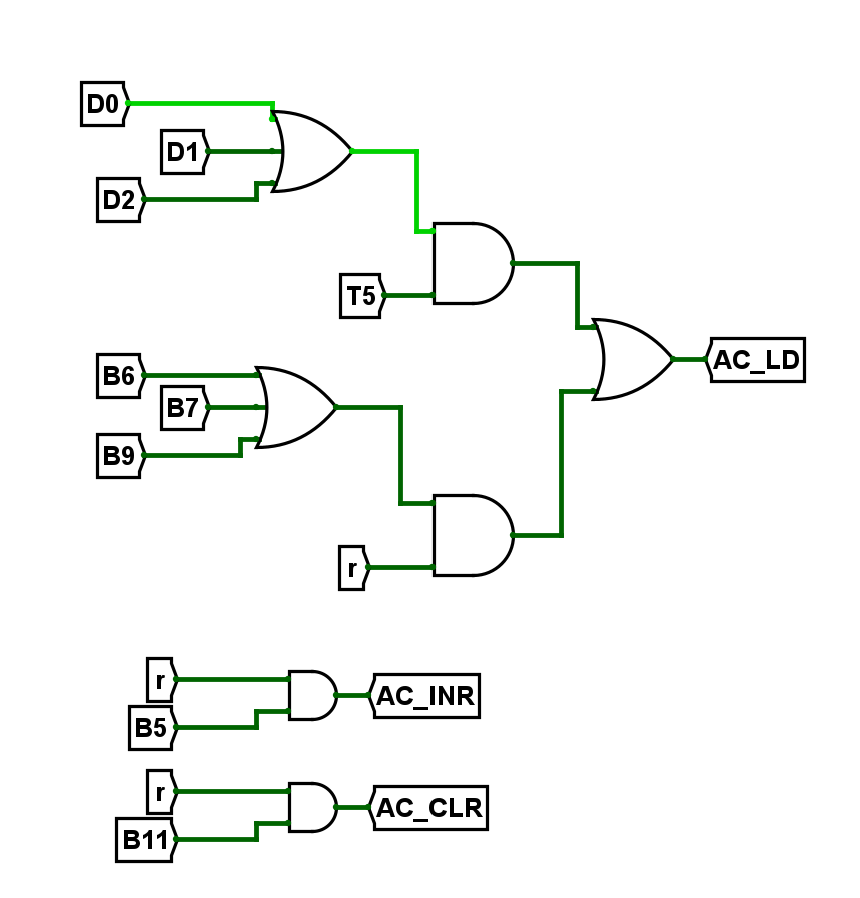 D0
D1
D2
T5
B6
B7
B9
AC_LD
r
r
B5
AC_INR
r
B11
AC_CLR